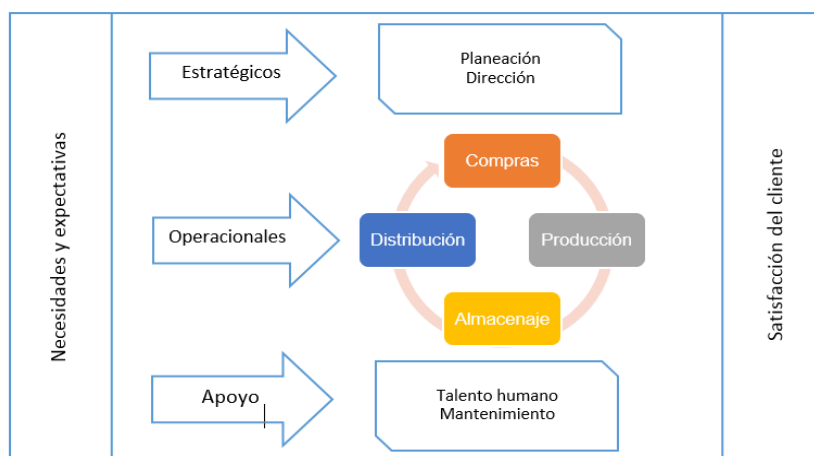 Necesidades y expectativas
Estratégicos
Planeación
Dirección
Operacionales
Compras
Distribución
Producción
Almacenaje
Apoyo
Talento humano
Mantenimiento
Satisfacción del cliente